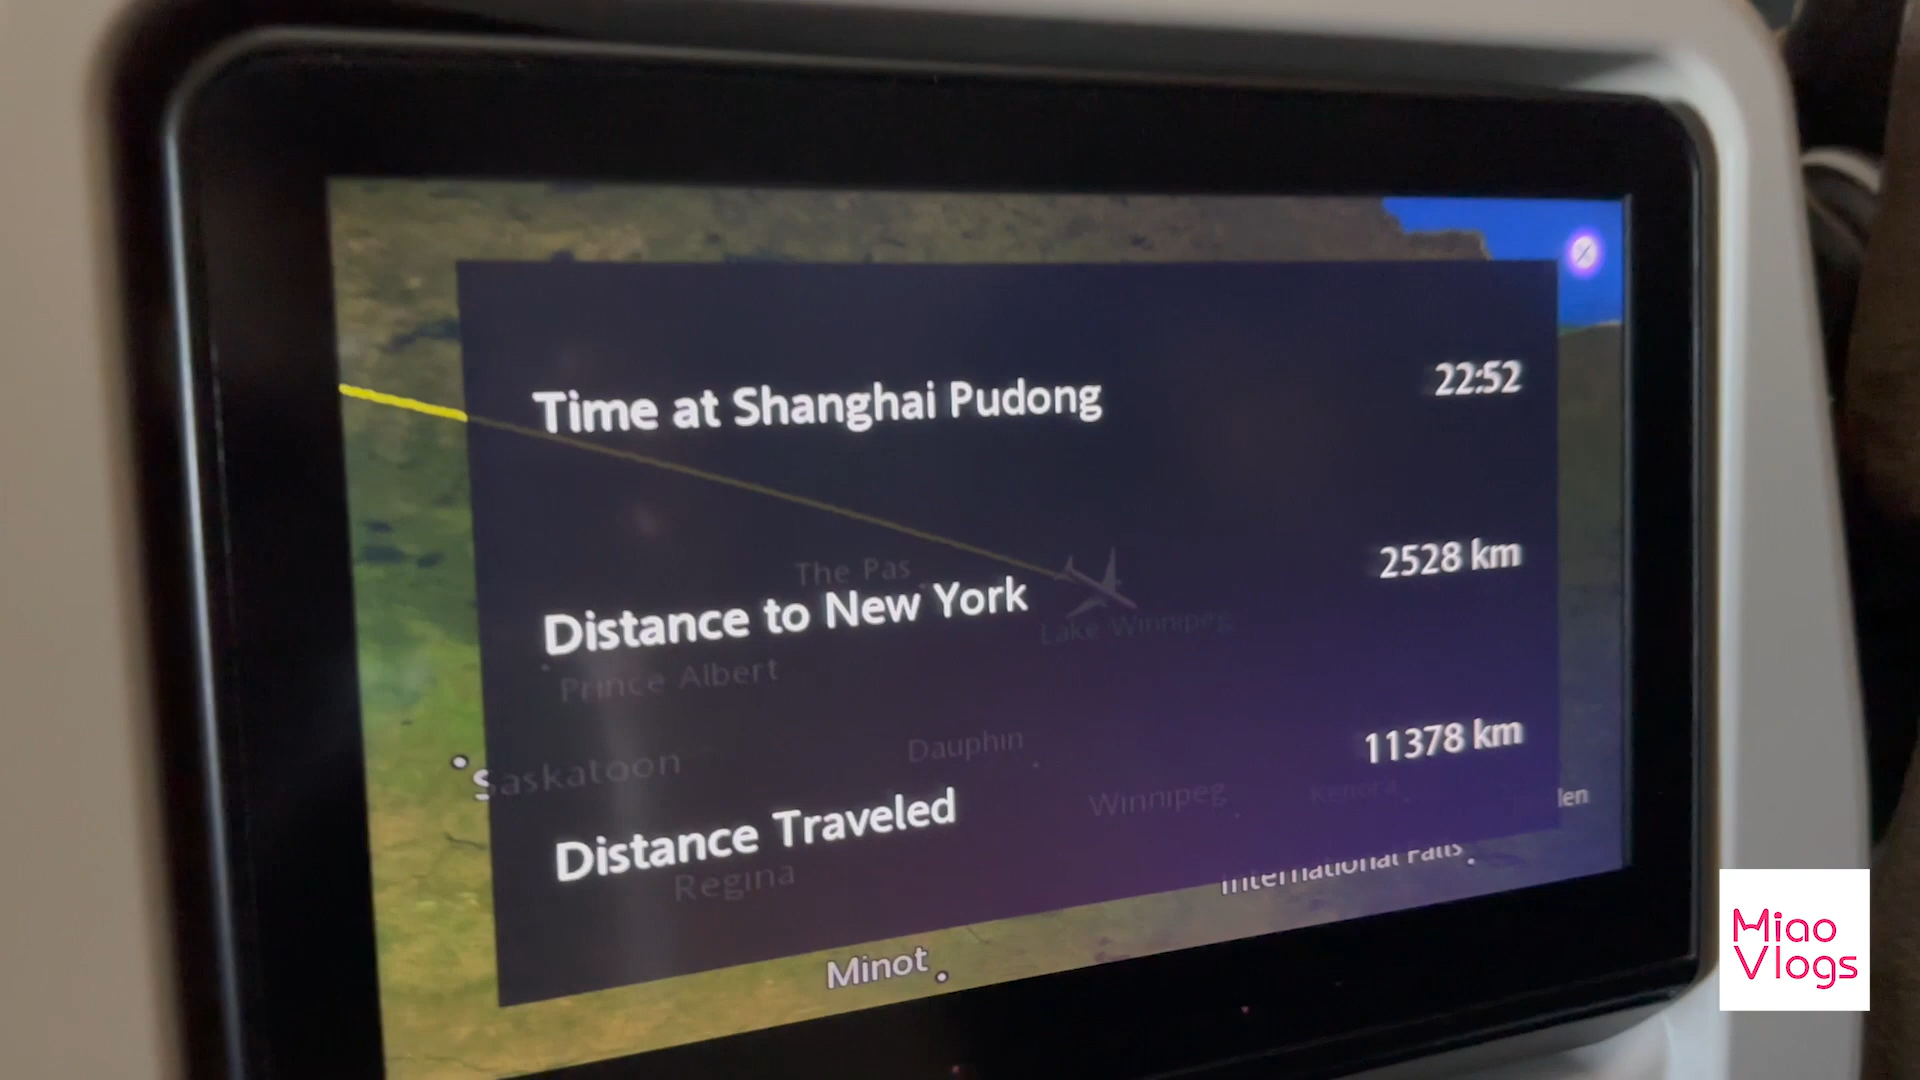 Time at Shanghai Pudong 22:52
The Pas
Distance to New York 2528 km
Lake Winnipeg
Prince Albert
Dauphin
Saskatoon
Distance Traveled 11378 km
Winnipeg
Kenora
Regina
International Falls
Minot
Miao
Vlogs